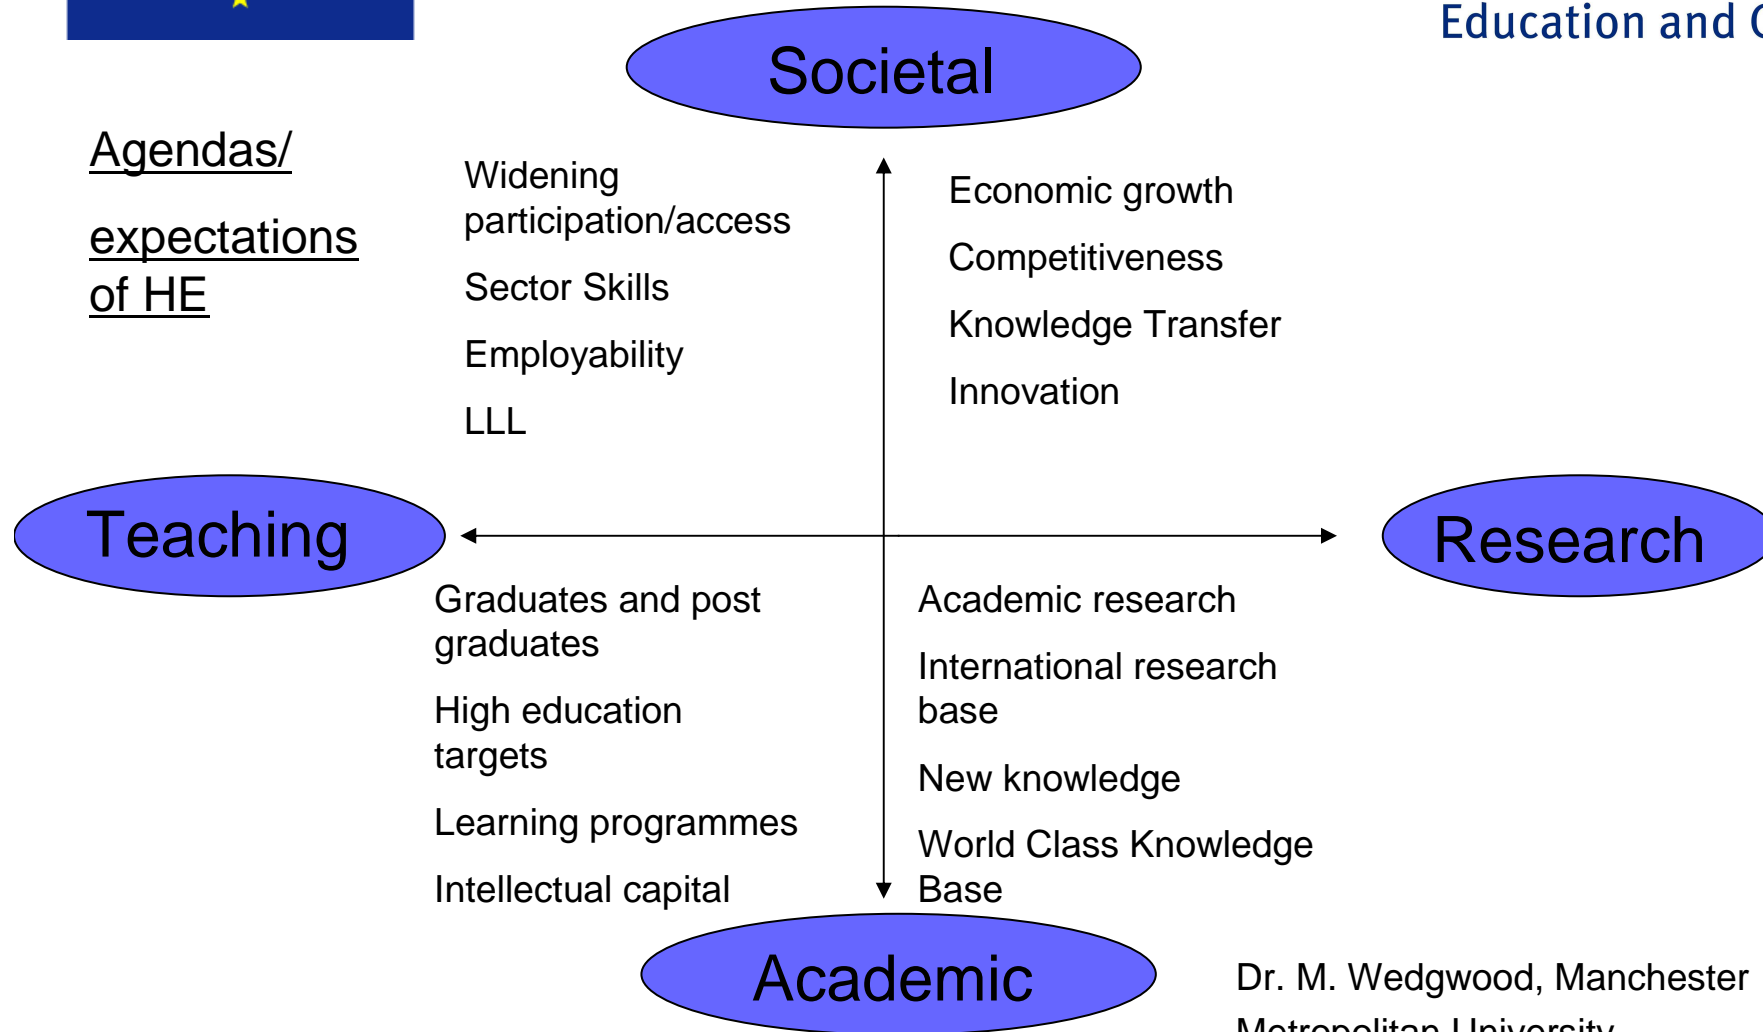 Education and
Societal
Agendas/
expectations
of HE
Widening
participation/access
Sector Skills
Employability
LLL
Economic growth
Competitiveness
Knowledge Transfer
Innovation
Teaching
Research
Graduates and post
graduates
High education
targets
Learning programmes
Intellectual capital
Academic research
International research
base
New knowledge
World Class Knowledge
Base
Academic
Dr. M. Wedgwood, Manchester
Metropolitan University